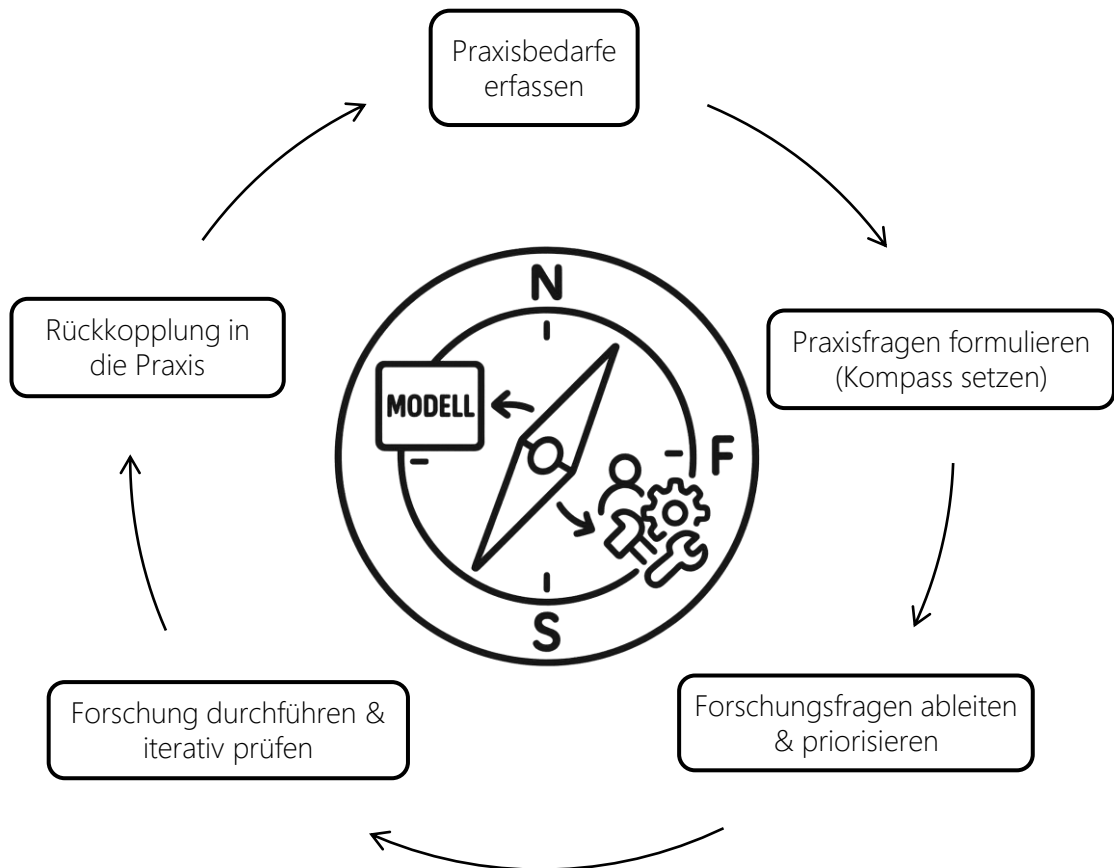 Praxisbedarfe
erfassen
Praxisfragen formulieren
(Kompass setzen)
Forschungsfragen ableiten
& priorisieren
Forschung durchführen &
iterativ prüfen
Rückkopplung in
die Praxis
N
MODELL
F
S